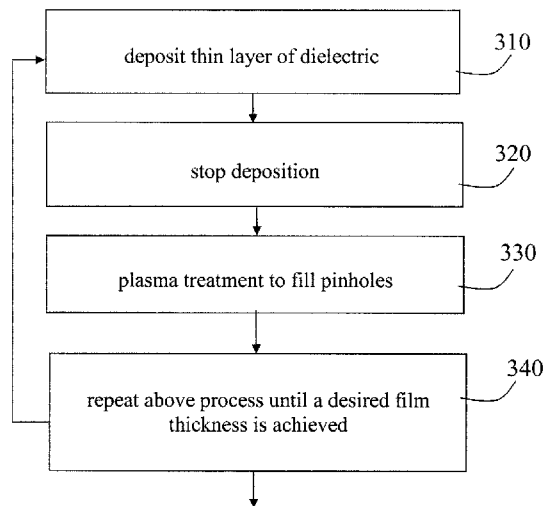 deposit thin layer of dielectric
310
stop deposition
320
plasma treatment to fill pinholes
330
repeat above process until a desired film
thickness is achieved
340